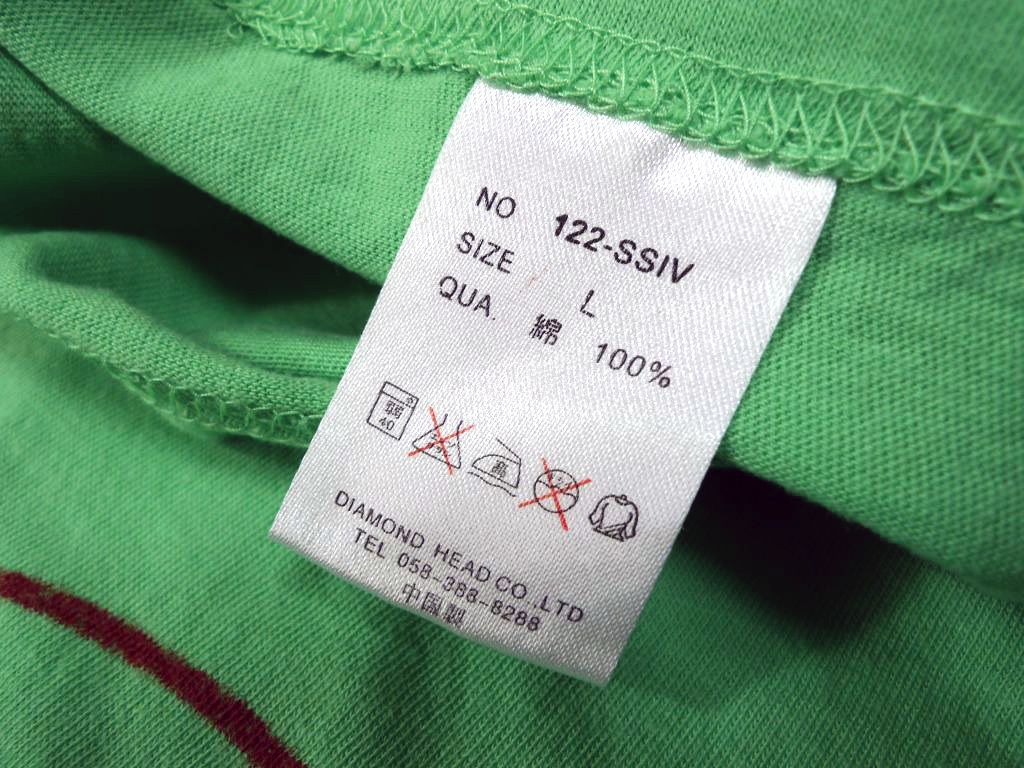 NO 122-SSIV
SIZE L
QUA. 綿 100%
弱 40
高
DIAMOND HEAD CO .LTD
TEL 058-388-8288
中国製